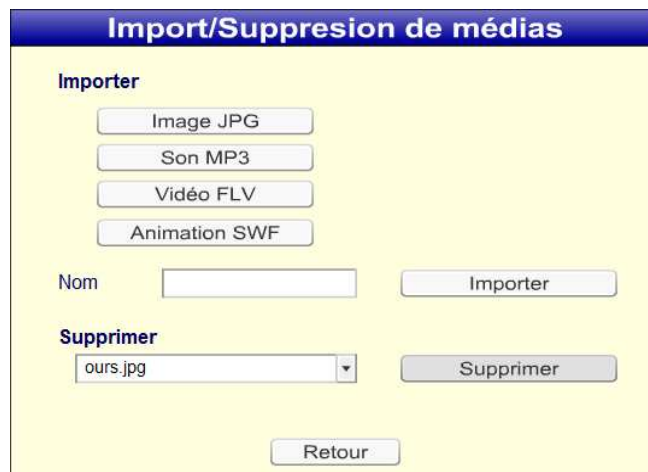 Import/Suppresion de médias
Importer
Image JPG
Son MP3
Vidéo FLV
Animation SWF
Nom
Importer
Supprimer
ours.jpg
Supprimer
Retour